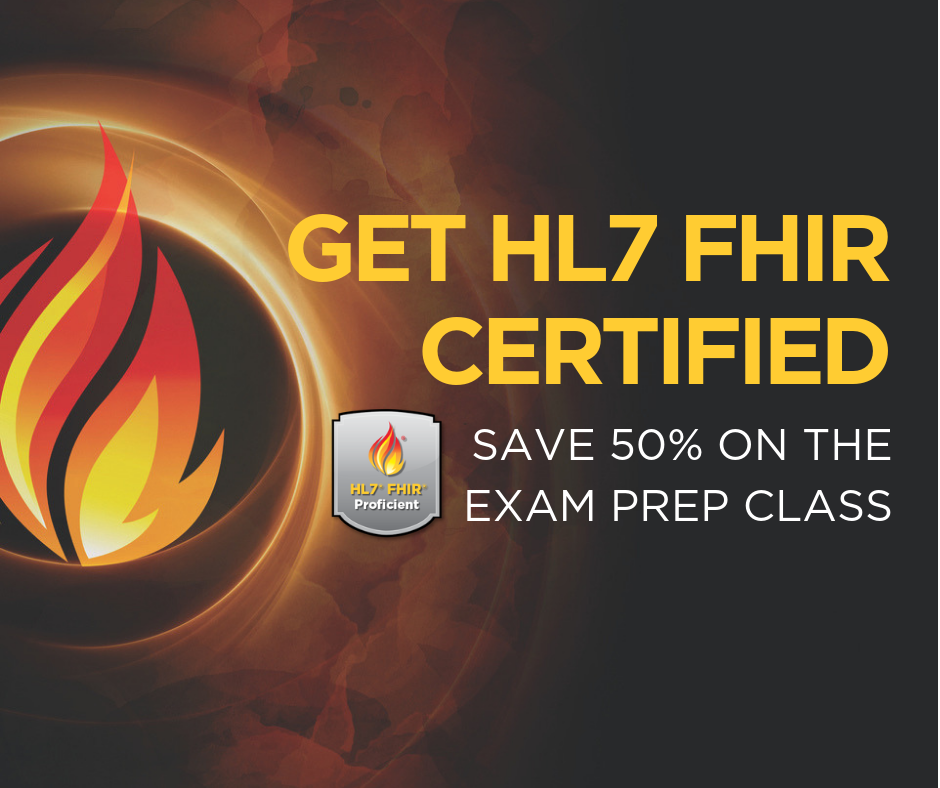 GET HL7 FHIR
CERTIFIED
SAVE 50% ON THE
EXAM PREP CLASS
HL7® FHIR®
Proficient